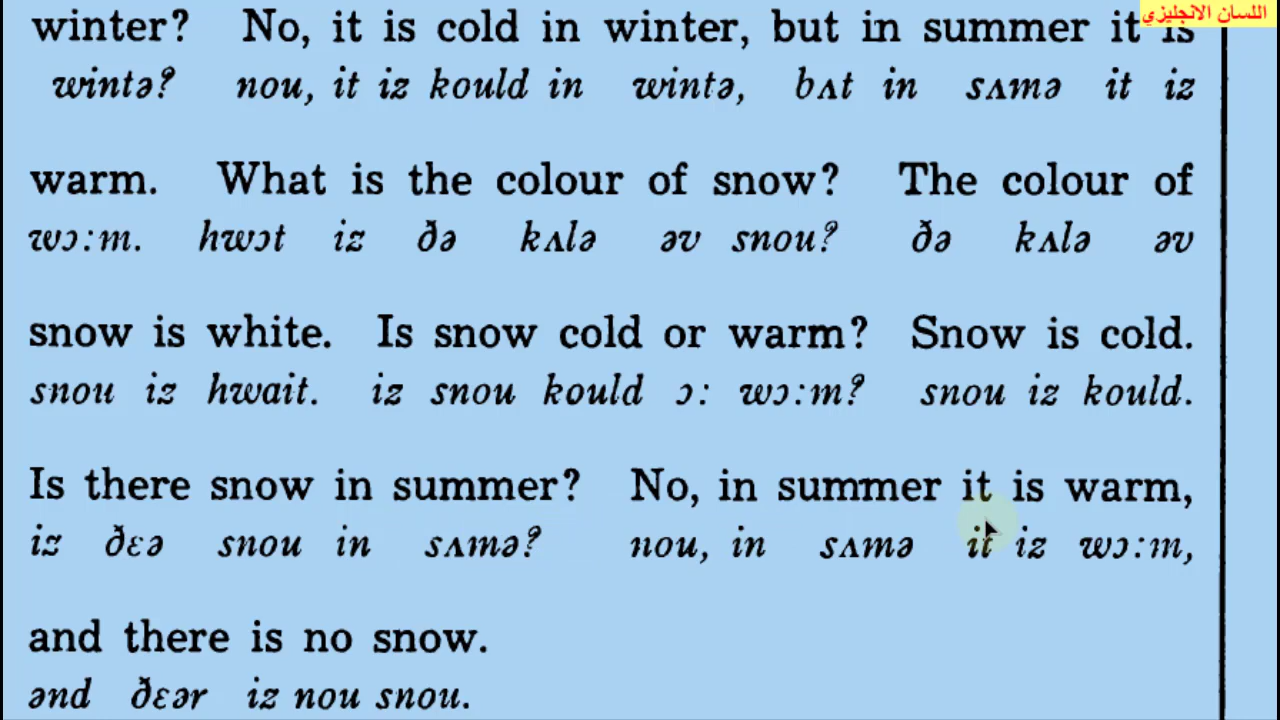 اللسان الانجليزي
winter? No, it is cold in winter, but in summer it is
wintə? nou, it iz kould in wintə, bʌt in sʌmə it iz
warm. What is the colour of snow? The colour of
wɔ:m. hwɔt iz ðə kʌlə əv snou? ðə kʌlə əv
snow is white. Is snow cold or warm? Snow is cold.
snou iz hwait. iz snou kould ɔ: wɔ:m? snou iz kould.
Is there snow in summer? No, in summer it is warm,
iz ðɛə snou in sʌmə? nou, in sʌmə it iz wɔ:m,
and there is no snow.
ənd ðɛər iz nou snou.